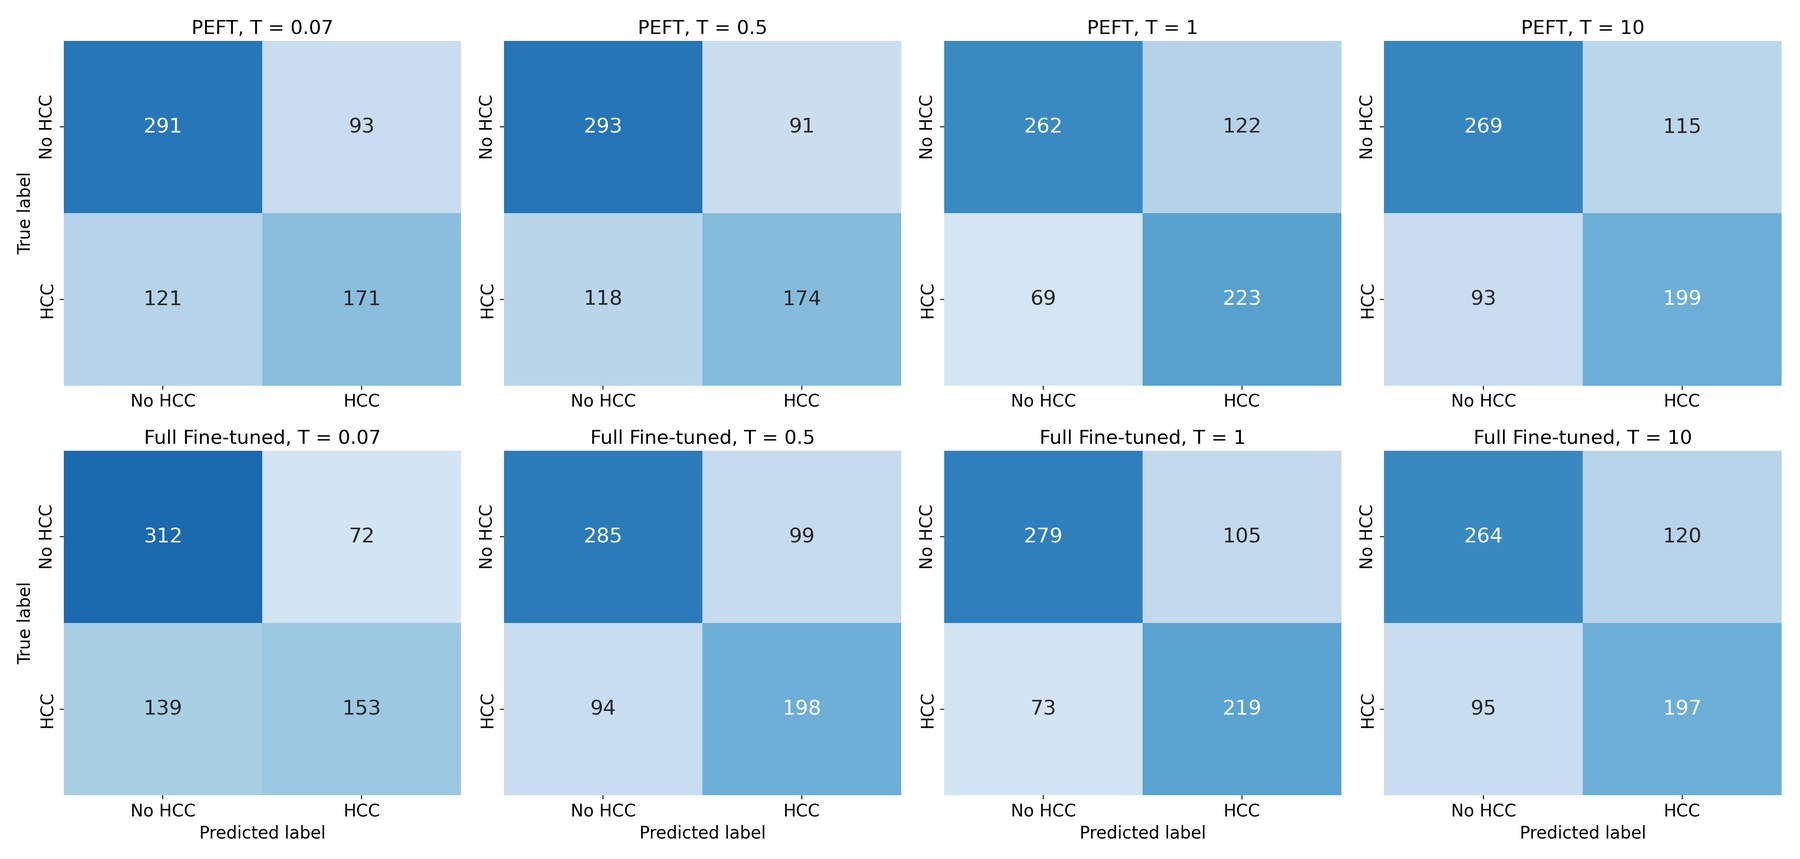 PEFT, T = 0.07
PEFT, T = 0.5
PEFT, T = 1
PEFT, T = 10
True label
No HCC
291
93
No HCC
293
91
No HCC
262
122
No HCC
269
115
HCC
121
171
HCC
118
174
HCC
69
223
HCC
93
199
No HCC
HCC
No HCC
HCC
No HCC
HCC
No HCC
HCC
Full Fine-tuned, T = 0.07
Full Fine-tuned, T = 0.5
Full Fine-tuned, T = 1
Full Fine-tuned, T = 10
True label
No HCC
312
72
No HCC
285
99
No HCC
279
105
No HCC
264
120
HCC
139
153
HCC
94
198
HCC
73
219
HCC
95
197
No HCC
HCC
No HCC
HCC
No HCC
HCC
No HCC
HCC
Predicted label
Predicted label
Predicted label
Predicted label